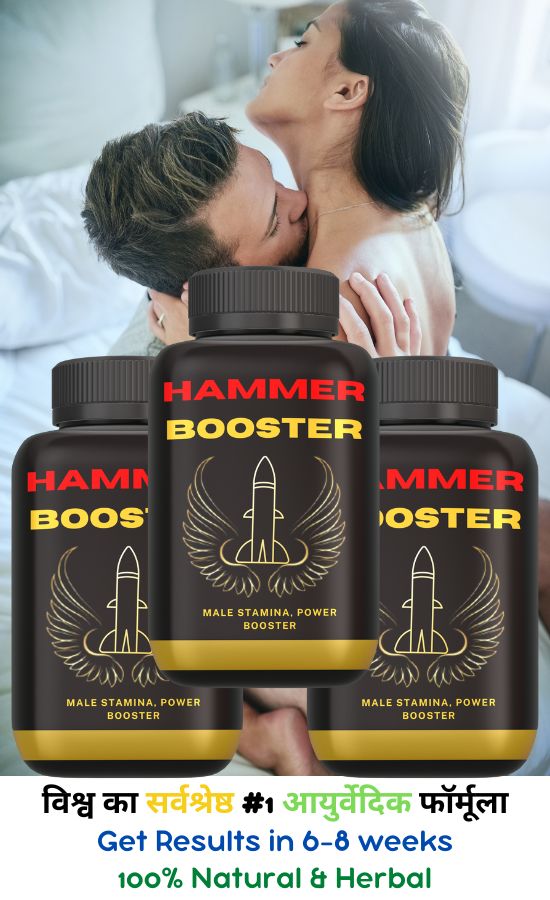 HAMMER
BOOSTER
MALE STAMINA, POWER
BOOSTER
HAMM
BOOST
MALE STAMINA, POWER
BOOSTER
AMMER
OOSTER
MALE STAMINA, POWER
BOOSTER
विश्व का सर्वश्रेष्ठ #1 आयुर्वेदिक फॉर्मूला
Get Results in 6-8 weeks
100% Natural & Herbal